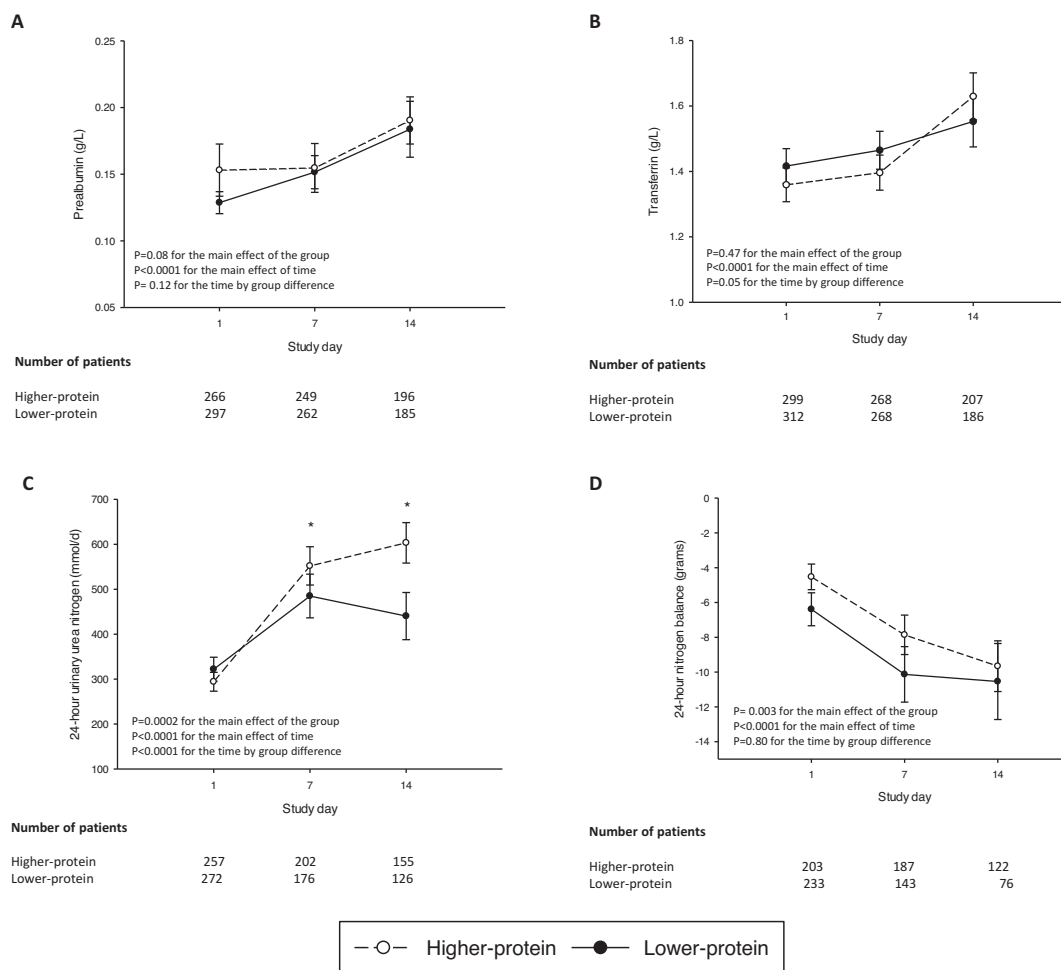 A
0.25
0.20
0.15
0.10
0.05
Prealbumin (g/L)
P=0.08 for the main effect of the group
P<0.0001 for the main effect of time
P= 0.12 for the time by group difference
1 7 14
Study day
Number of patients
Higher-protein 266 249 196
Lower-protein 297 262 185
B
1.8
1.6
1.4
1.2
1.0
Transferrin (g/L)
P=0.47 for the main effect of the group
P<0.0001 for the main effect of time
P=0.05 for the time by group difference
1 7 14
Study day
Number of patients
Higher-protein 299 268 207
Lower-protein 312 268 186
C
700
600
500
400
300
200
100
24-hour urinary urea nitrogen (mmol/d)
* *
P=0.0002 for the main effect of the group
P<0.0001 for the main effect of time
P<0.0001 for the time by group difference
1 7 14
Study day
Number of patients
Higher-protein 257 202 155
Lower-protein 272 176 126
D
0
-2
-4
-6
-8
-10
-12
-14
24-hour nitrogen balance (grams)
P= 0.003 for the main effect of the group
P<0.0001 for the main effect of time
P=0.80 for the time by group difference
1 7 14
Study day
Number of patients
Higher-protein 203 187 122
Lower-protein 233 143 76
Higher-protein Lower-protein